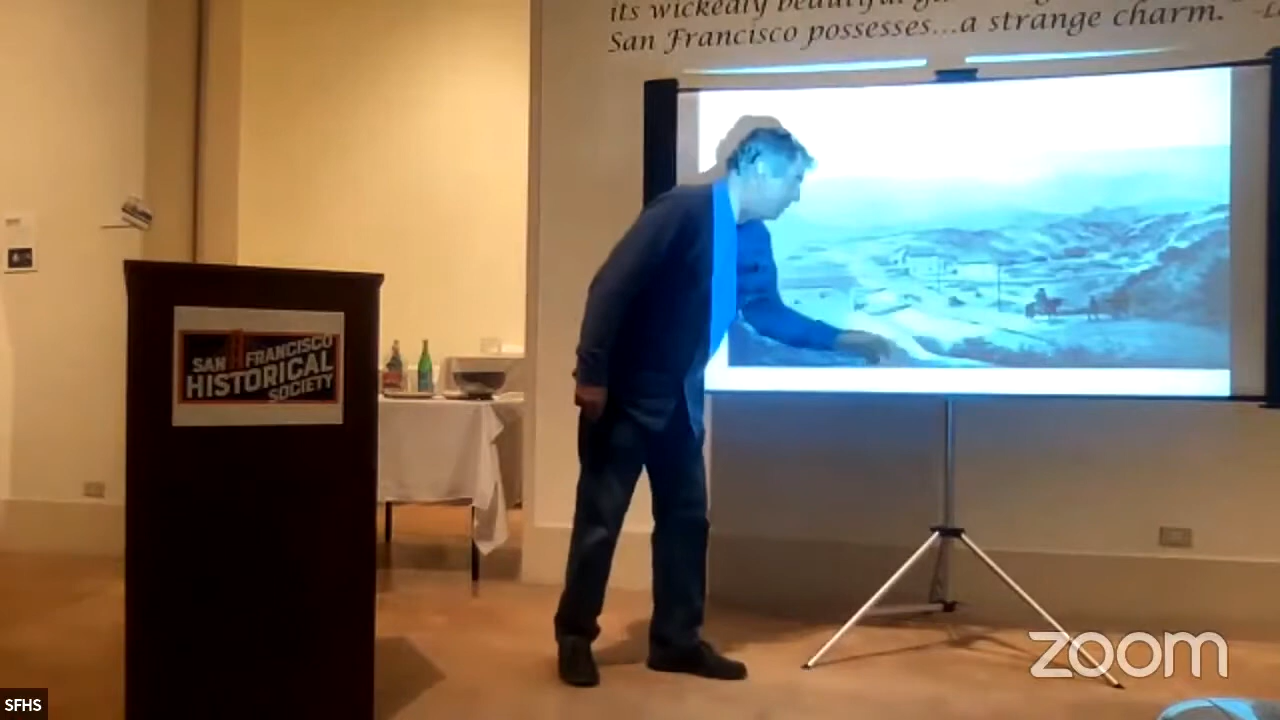 its wickedly beautiful
San Francisco possesses...a strange charm.
SAN FRANCISCO
HISTORICAL
SOCIETY
zoom
SFHS